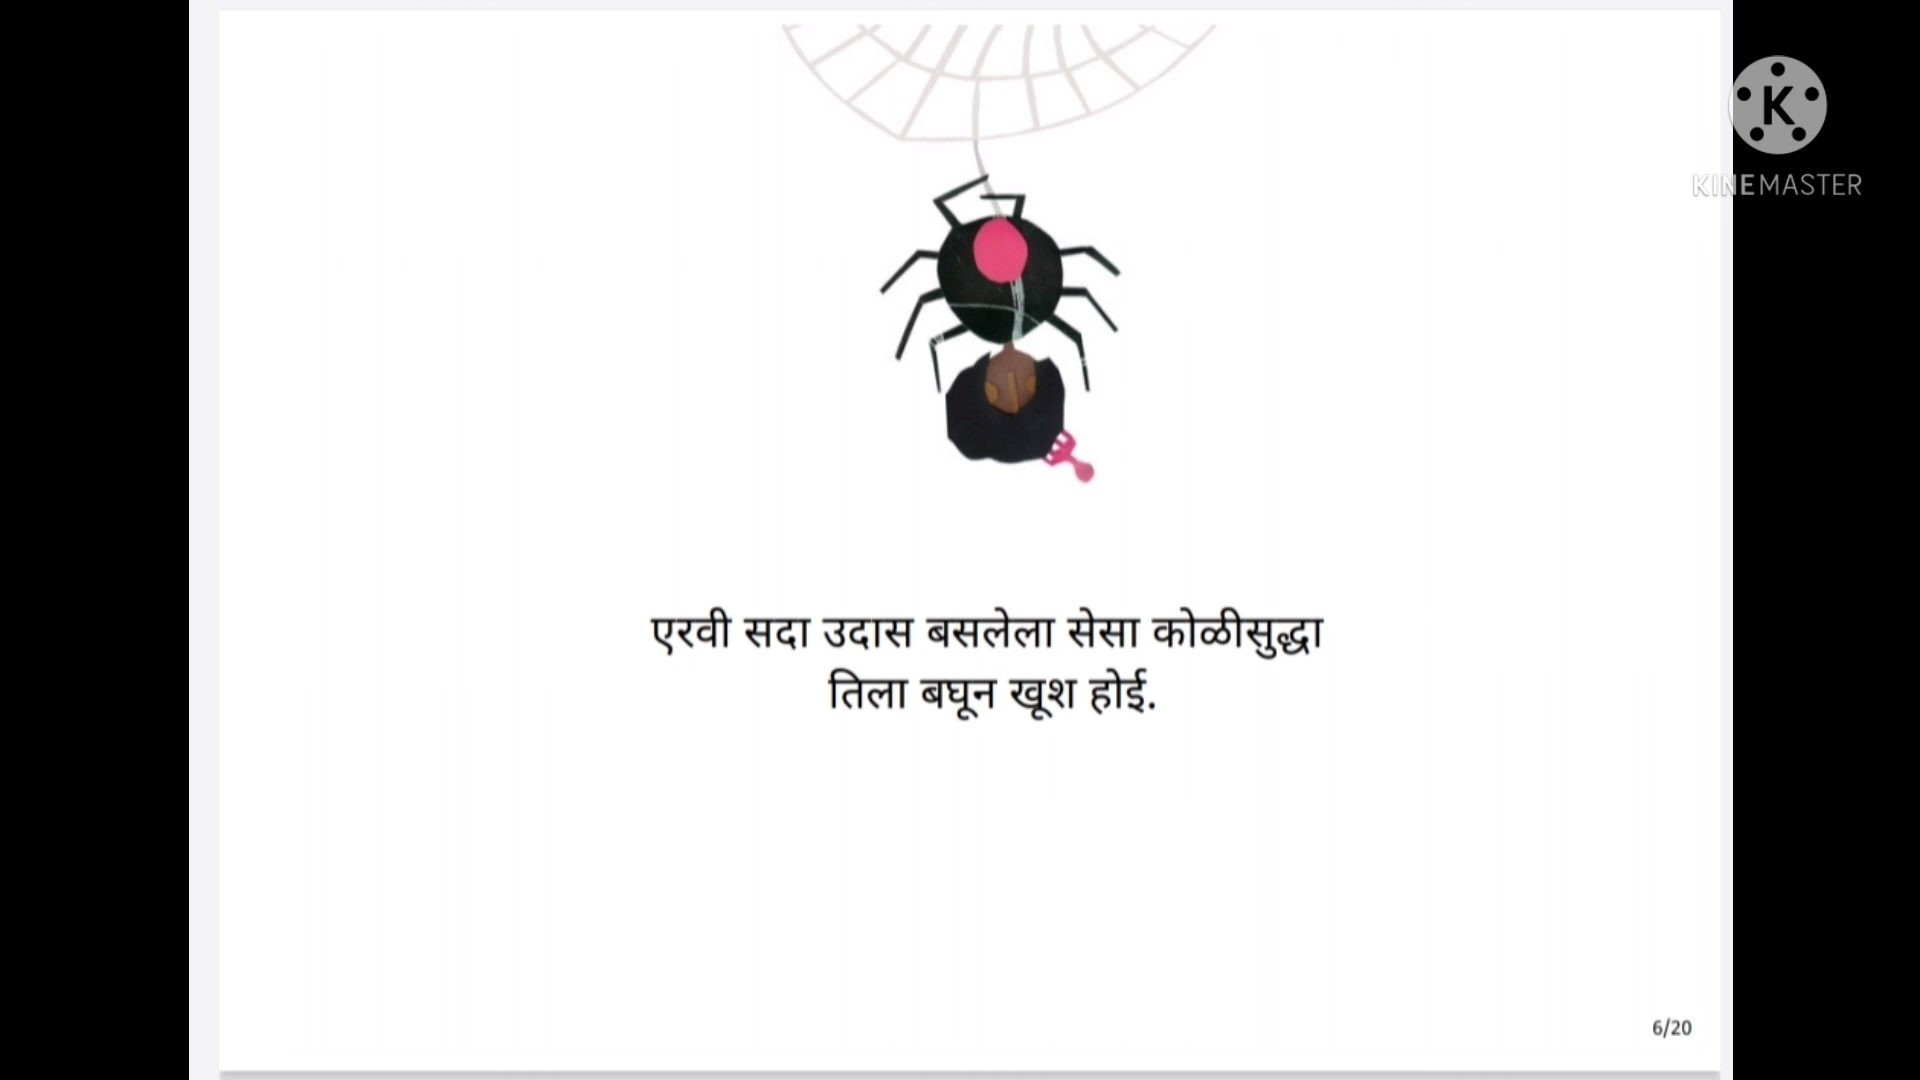 K
KINEMASTER
एरवी सदा उदास बसलेला सेसा कोळीसुद्धा
तिला बघून खूश होई.
6/20